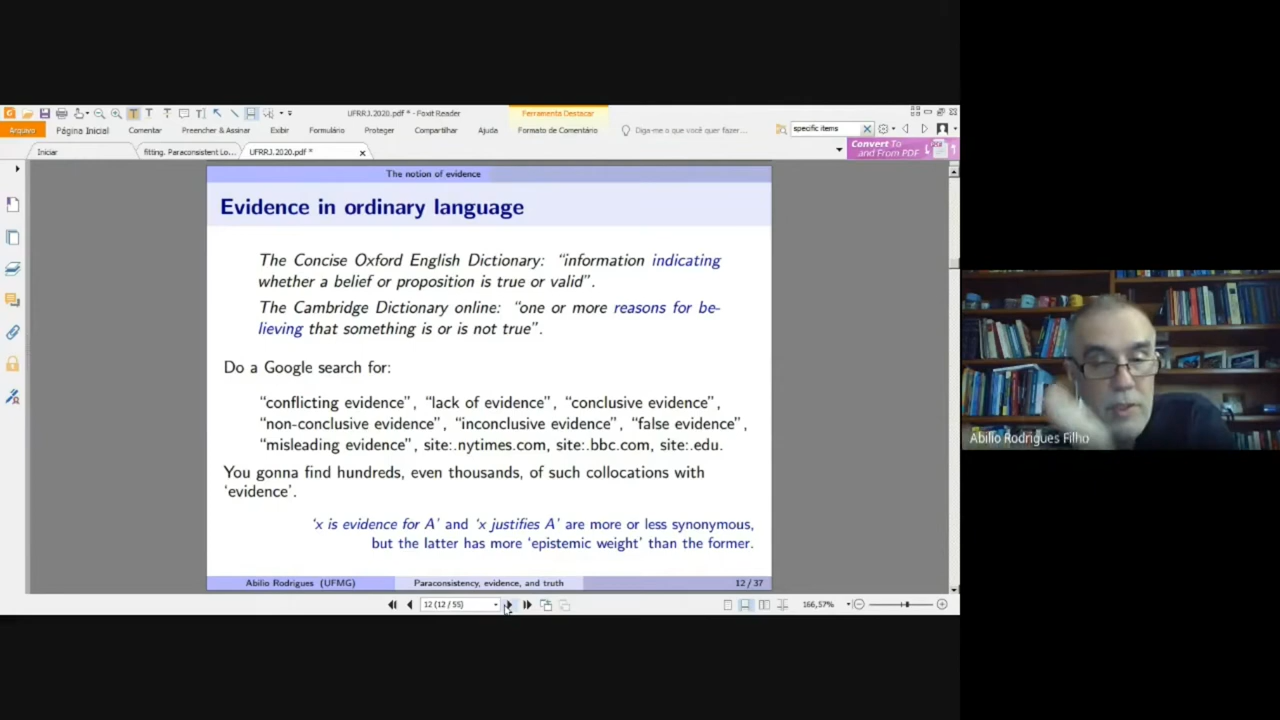 UFRRJ.2020.pdf * - Foxit Reader
Ferramenta Destacar
Arquivo
Página Inicial
Comentar
Preencher & Assinar
Exibir
Formulário
Proteger
Compartilhar
Ajuda
Formato de Comentário
Diga-me o que você quer fazer...
specific items
Iniciar
fitting. Paraconsistent Lo...
UFRRJ.2020.pdf *
Convert To
and From PDF
The notion of evidence
Evidence in ordinary language
The Concise Oxford English Dictionary: “information indicating
whether a belief or proposition is true or valid”.
The Cambridge Dictionary online: “one or more reasons for be-
lieving that something is or is not true”.
Do a Google search for:
“conflicting evidence”, “lack of evidence”, “conclusive evidence”,
“non-conclusive evidence”, “inconclusive evidence”, “false evidence”,
“misleading evidence”, site:.nytimes.com, site:.bbc.com, site:.edu.
You gonna find hundreds, even thousands, of such collocations with
‘evidence’.
‘x is evidence for A’ and ‘x justifies A’ are more or less synonymous,
but the latter has more ‘epistemic weight’ than the former.
Abilio Rodrigues (UFMG)
Paraconsistency, evidence, and truth
12 / 37
12 (12 / 55)
166,57%
Abilio Rodrigues Filho